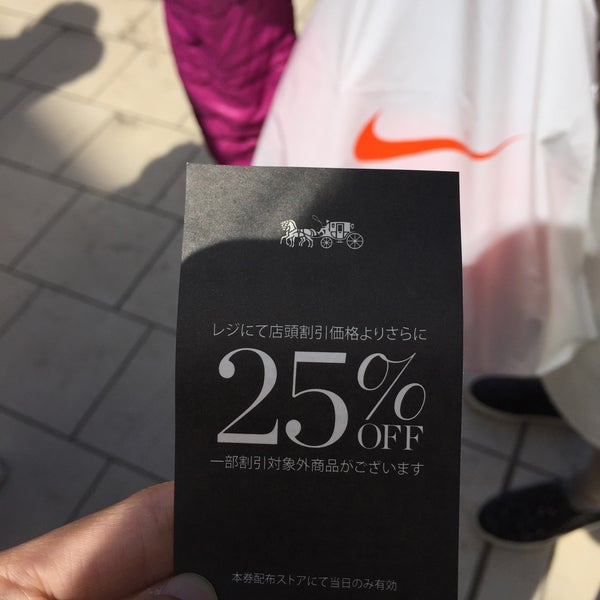 レジにて店頭割引価格よりさらに
25%
OFF
一部割引対象外商品がございます
本券配布ストアにて当日のみ有効